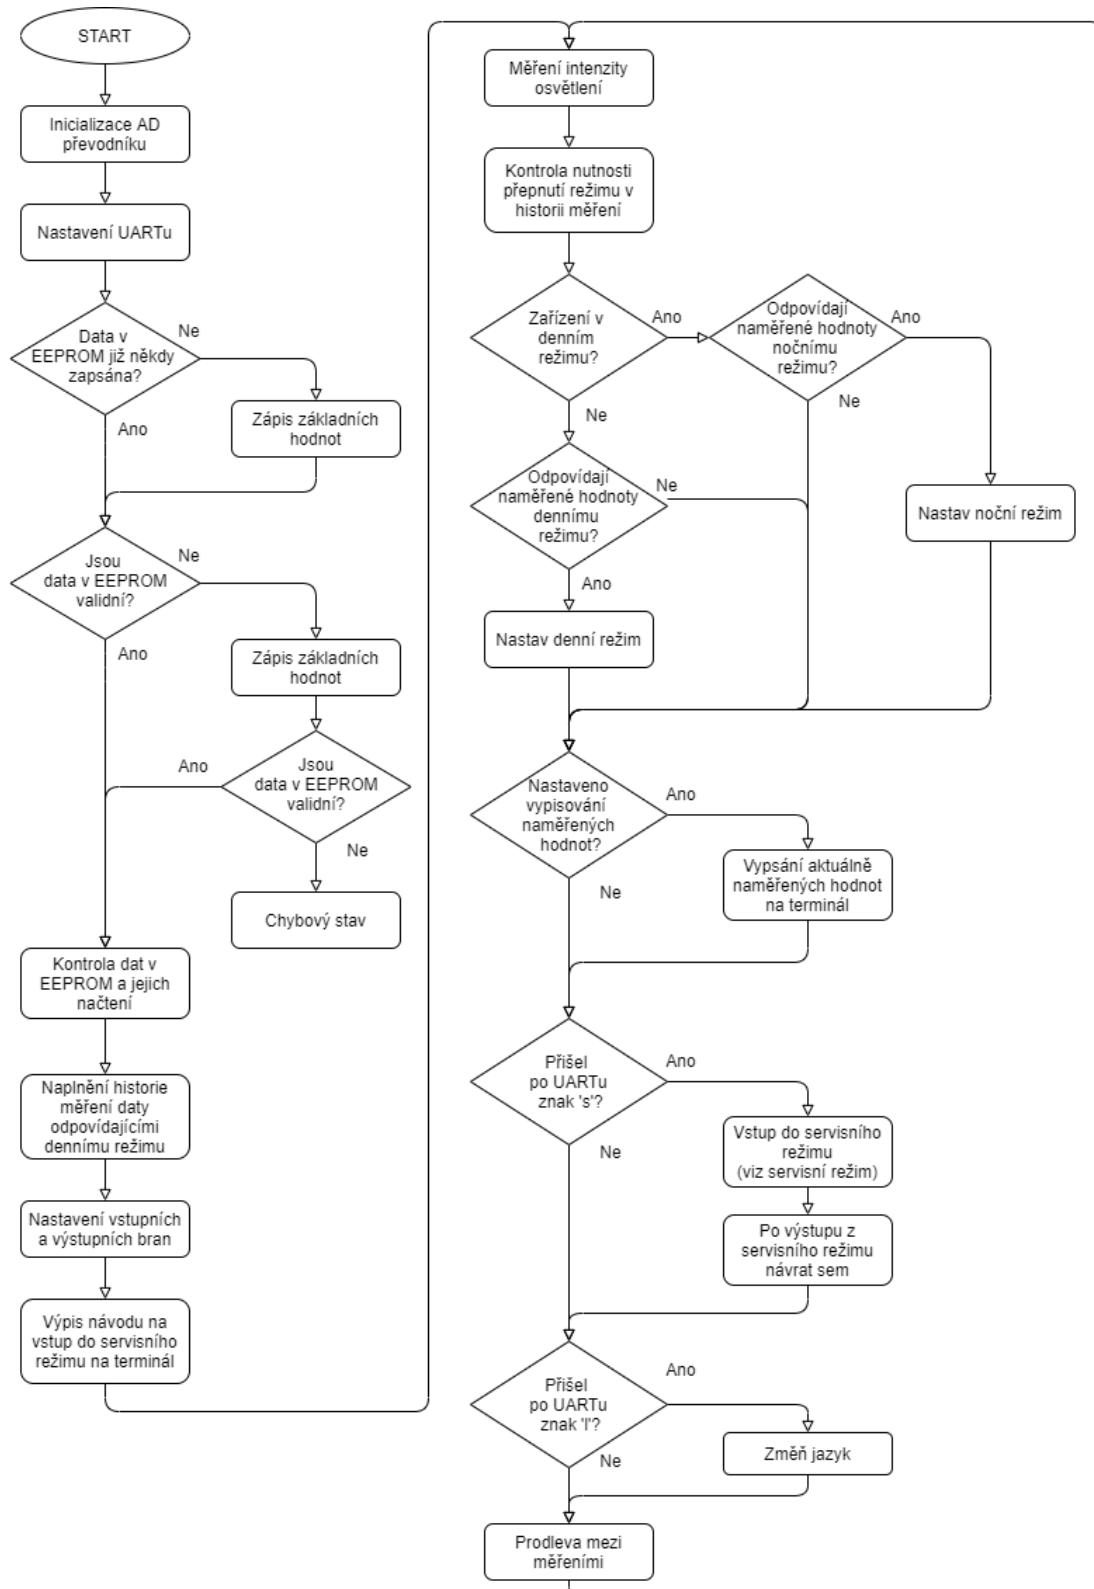 START
Inicializace AD
převodníku
Nastavení UARTu
Data v
EEPROM již někdy
zapsána?
Ne
Ano
Zápis základních
hodnot
Jsou
data v EEPROM
validní?
Ne
Ano
Zápis základních
hodnot
Jsou
data v EEPROM
validní?
Ano
Ne
Chybový stav
Kontrola dat v
EEPROM a jejich
načtení
Naplnění historie
měření daty
odpovídajícími
dennímu režimu
Nastavení vstupních
a výstupních bran
Výpis návodu na
vstup do servisního
režimu na terminál
Měření intenzity
osvětlení
Kontrola nutnosti
přepnutí režimu v
historii měření
Zařízení v
denním
režimu?
Ano
Ne
Odpovídají
naměřené hodnoty
nočnímu
režimu?
Ano
Ne
Nastav noční režim
Odpovídají
naměřené hodnoty
dennímu
režimu?
Ne
Ano
Nastav denní režim
Nastaveno
vypisování
naměřených
hodnot?
Ano
Ne
Vypsání aktuálně
naměřených hodnot
na terminál
Přišel
po UARTu
znak 's'?
Ano
Ne
Vstup do servisního
režimu
(viz servisní režim)
Po výstupu z
servisního režimu
návrat sem
Přišel
po UARTu
znak 'l'?
Ano
Ne
Změň jazyk
Prodleva mezi
měřeními